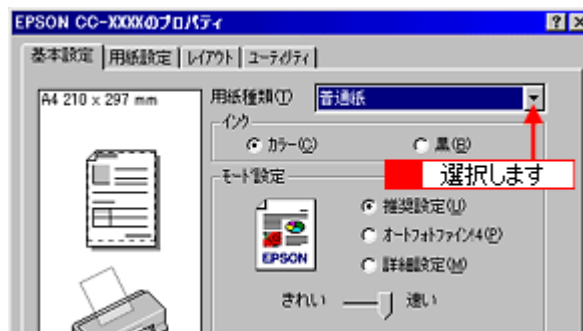 EPSON CC-XXXXのプロパティ
基本設定 用紙設定 レイアウト ユーティリティ
A4 210 x 297 mm
用紙種類(T) 普通紙
インク
カラー(C) 黒(B)
選択します
モード設定
推奨設定(U)
オートフォトファイン!4(P)
詳細設定(M)
EPSON
きれい 速い